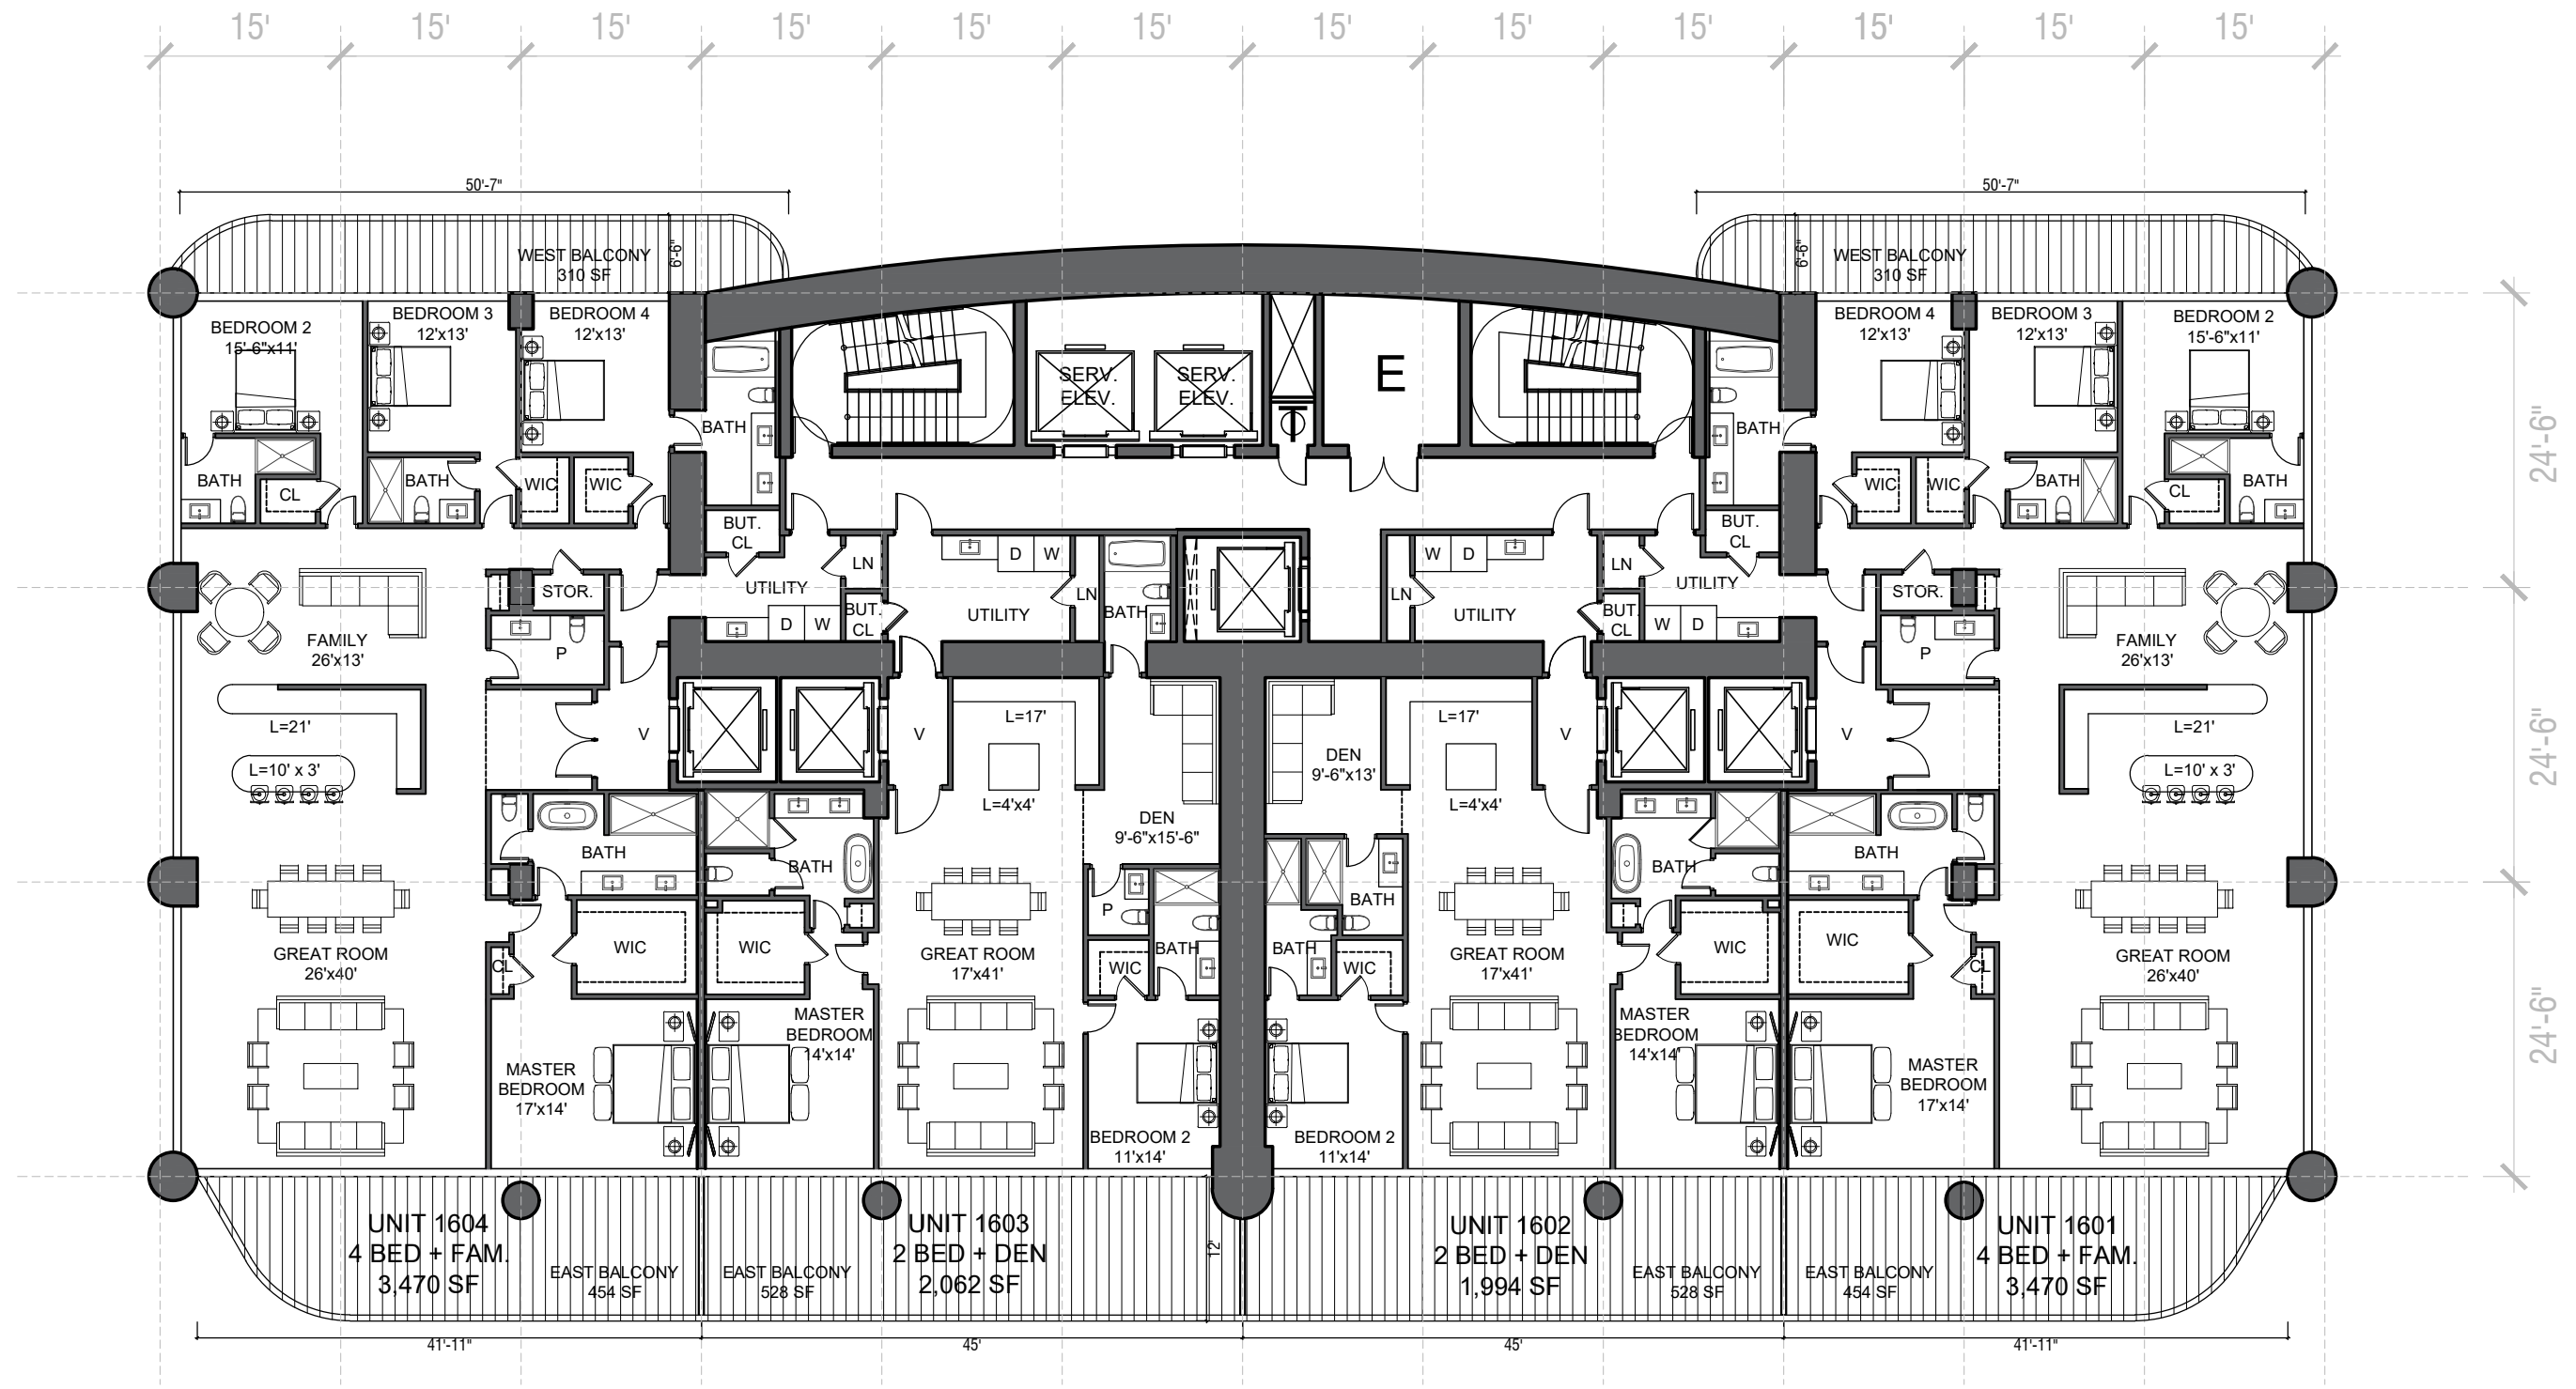 15' 15' 15' 15' 15' 15' 15' 15' 15' 15' 15' 15'
50'-7" 50'-7"
WEST BALCONY
310 SF
6'-6"
6'-6"
WEST BALCONY
310 SF
BEDROOM 2
15'-6"x11'
BEDROOM 3
12'x13'
BEDROOM 4
12'x13'
SERV.
ELEV.
SERV.
ELEV.
E
T
BEDROOM 4
12'x13'
BEDROOM 3
12'x13'
BEDROOM 2
15'-6"x11'
24'-6"
BATH
BATH
BATH
CL
BATH
WIC
WIC
WIC
WIC
BATH
CL
BATH
BUT.
CL
BUT.
CL
STOR.
UTILITY
LN
BUT.
CL
D W
D W
UTILITY
LN
BATH
W D
LN
UTILITY
LN
BUT.
CL
UTILITY
W D
STOR.
FAMILY
26'x13'
P
P
FAMILY
26'x13'
L=21'
L=10' x 3'
V
V
L=17'
L=4'x4'
DEN
9'-6"x15'-6"
DEN
9'-6"x13'
L=17'
L=4'x4'
V
V
L=21'
L=10' x 3'
24'-6"
BATH
BATH
P
BATH
BATH
BATH
BATH
BATH
GREAT ROOM
26'x40'
CL
WIC
WIC
GREAT ROOM
17'x41'
WIC
WIC
GREAT ROOM
17'x41'
WIC
WIC
CL
GREAT ROOM
26'x40'
24'-6"
MASTER
BEDROOM
17'x14'
MASTER
BEDROOM
14'x14'
BEDROOM 2
11'x14'
BEDROOM 2
11'x14'
MASTER
BEDROOM
14'x14'
MASTER
BEDROOM
17'x14'
UNIT 1604
4 BED + FAM.
3,470 SF
EAST BALCONY
454 SF
EAST BALCONY
528 SF
UNIT 1603
2 BED + DEN
2,062 SF
12'
UNIT 1602
2 BED + DEN
1,994 SF
EAST BALCONY
528 SF
EAST BALCONY
454 SF
UNIT 1601
4 BED + FAM.
3,470 SF
41'-11" 45' 45' 41'-11"